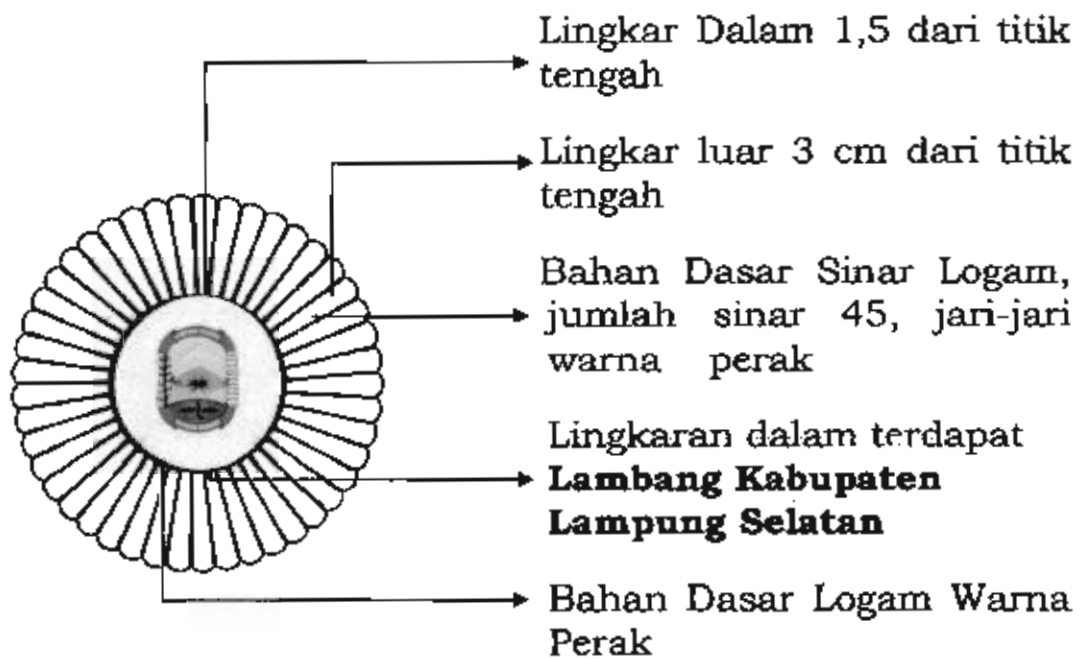 Lingkar Dalam 1,5 dari titik
tengah
Lingkar luar 3 cm dari titik
tengah
Bahan Dasar Sinar Logam,
jumlah sinar 45, jari-jari
warna perak
Lingkaran dalam terdapat
Lambang Kabupaten
Lampung Selatan
Bahan Dasar Logam Warna
Perak